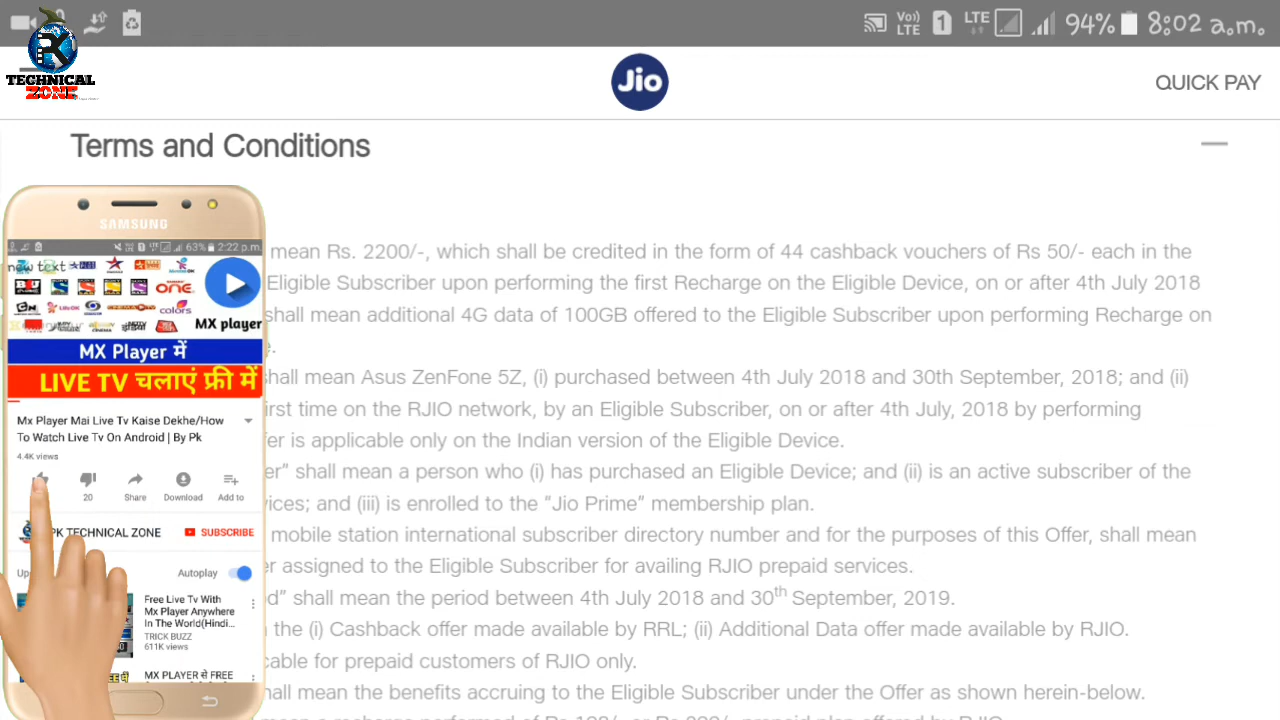 LTE 94% 8:02 a.m.
TECHNICAL
ZONE
Jio
QUICK PAY
Terms and Conditions
mean Rs. 2200/-, which shall be credited in the form of 44 cashback vouchers of Rs 50/- each in the
Eligible Subscriber upon performing the first Recharge on the Eligible Device, on or after 4th July 2018
shall mean additional 4G data of 100GB offered to the Eligible Subscriber upon performing Recharge on
shall mean Asus ZenFone 5Z, (i) purchased between 4th July 2018 and 30th September, 2018; and (ii)
first time on the RJIO network, by an Eligible Subscriber, on or after 4th July, 2018 by performing
is applicable only on the Indian version of the Eligible Device.
shall mean a person who (i) has purchased an Eligible Device; and (ii) is an active subscriber of the
and (iii) is enrolled to the “Jio Prime” membership plan.
mobile station international subscriber directory number and for the purposes of this Offer, shall mean
assigned to the Eligible Subscriber for availing RJIO prepaid services.
shall mean the period between 4th July 2018 and 30th September, 2019.
the (i) Cashback offer made available by RRL; (ii) Additional Data offer made available by RJIO.
for prepaid customers of RJIO only.
shall mean the benefits accruing to the Eligible Subscriber under the Offer as shown herein-below.
SAMSUNG
63% 2:22 p.m.
new text
MX player
MX Player में
LIVE TV चलाएं फ्री में
Mx Player Mai Live Tv Kaise Dekhe/How
To Watch Live Tv On Android | By Pk
4.4K views
20 Share Download Add to
PK TECHNICAL ZONE SUBSCRIBE
Autoplay
Free Live Tv With
Mx Player Anywhere
In The World(Hindi...
TRICK BUZZ
611K views
MX PLAYER से FREE